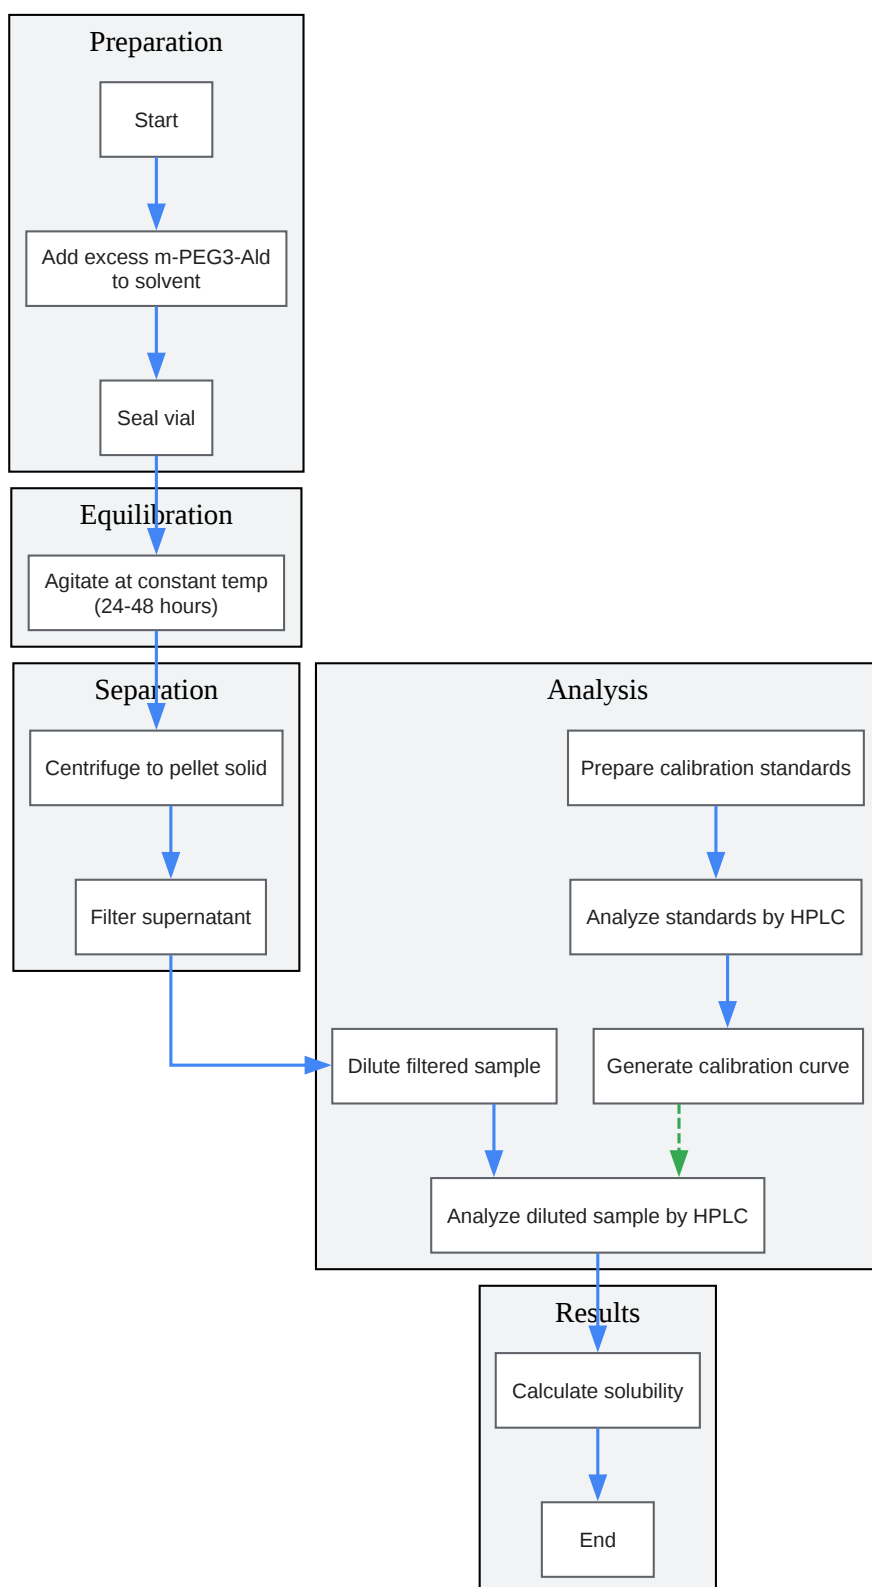 Preparation
Start
Add excess m-PEG3-Ald
to solvent
Seal vial
Equilibration
Agitate at constant temp
(24-48 hours)
Separation
Centrifuge to pellet solid
Filter supernatant
Analysis
Prepare calibration standards
Analyze standards by HPLC
Dilute filtered sample
Generate calibration curve
Analyze diluted sample by HPLC
Results
Calculate solubility
End